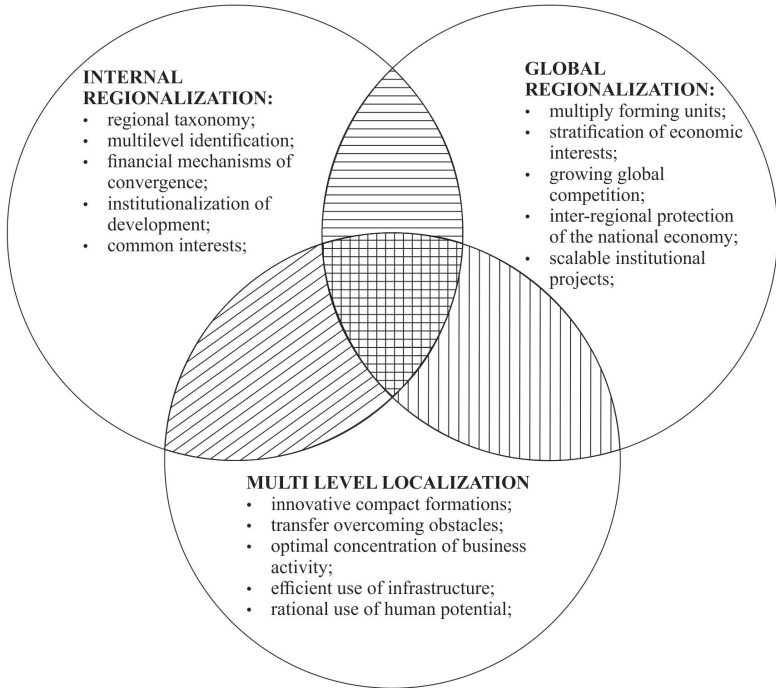 INTERNAL
REGIONALIZATION:
• regional taxonomy;
• multilevel identification;
• financial mechanisms of
convergence;
• institutionalization of
development;
• common interests;
GLOBAL
REGIONALIZATION:
• multiply forming units;
• stratification of economic
interests;
• growing global
competition;
• inter-regional protection
of the national economy;
• scalable institutional
projects;
MULTI LEVEL LOCALIZATION
• innovative compact formations;
• transfer overcoming obstacles;
• optimal concentration of business
activity;
• efficient use of infrastructure;
• rational use of human potential;